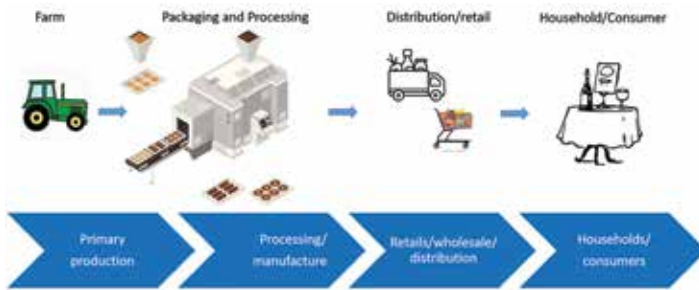 Farm
Packaging and Processing
Distribution/retail
Household/Consumer
Primary
production
Processing/
manufacture
Retails/wholesale/
distribution
Households/
consumers